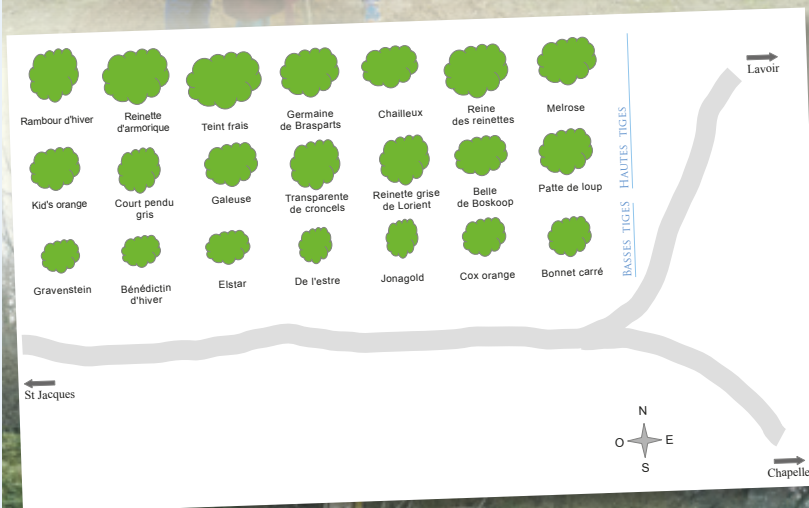 Lavoir
Rambour d'hiver
Reinette
d'armorique
Teint frais
Germaine
de Brasparts
Chailleux
Reine
des reinettes
Melrose
HAUTES TIGES
Kid's orange
Court pendu
gris
Galeuse
Transparente
de croncels
Reinette grise
de Lorient
Belle
de Boskoop
Patte de loup
BASSES TIGES
Gravenstein
Bénédictin
d'hiver
Elstar
De l'estre
Jonagold
Cox orange
Bonnet carré
St Jacques
N
O
E
S
Chapelle